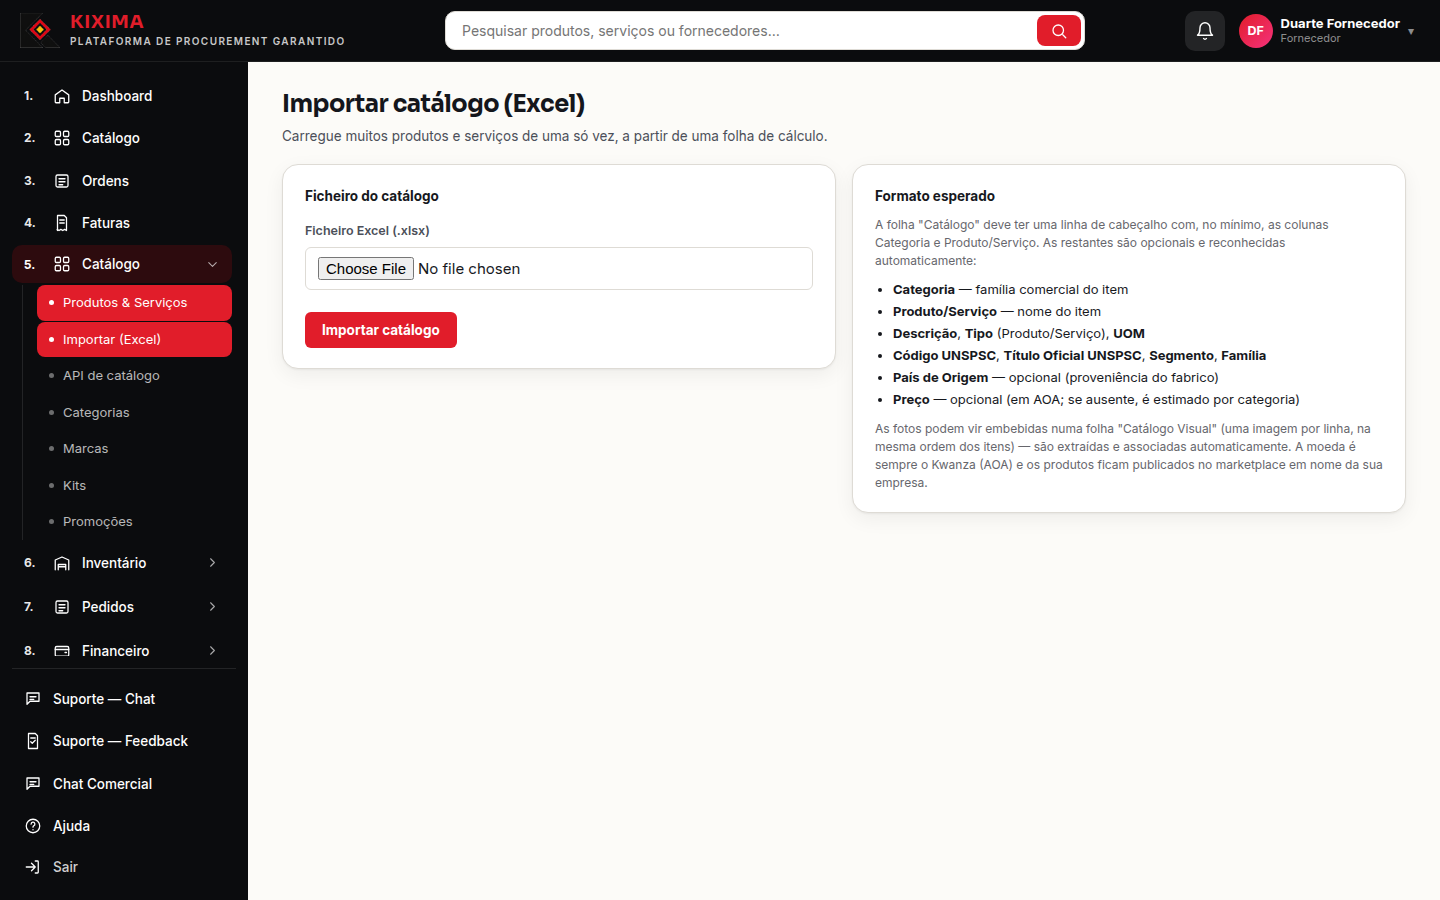 KIXIMA
PLATAFORMA DE PROCUREMENT GARANTIDO
Pesquisar produtos, serviços ou fornecedores...
DF
Duarte Fornecedor
Fornecedor
1. Dashboard
2. Catálogo
3. Ordens
4. Faturas
5. Catálogo
Produtos & Serviços
Importar (Excel)
API de catálogo
Categorias
Marcas
Kits
Promoções
6. Inventário
7. Pedidos
8. Financeiro
Suporte — Chat
Suporte — Feedback
Chat Comercial
Ajuda
Sair
Importar catálogo (Excel)
Carregue muitos produtos e serviços de uma só vez, a partir de uma folha de cálculo.
Ficheiro do catálogo
Ficheiro Excel (.xlsx)
Choose File No file chosen
Importar catálogo
Formato esperado
A folha "Catálogo" deve ter uma linha de cabeçalho com, no mínimo, as colunas
Categoria e Produto/Serviço. As restantes são opcionais e reconhecidas
automaticamente:
• Categoria — família comercial do item
• Produto/Serviço — nome do item
• Descrição, Tipo (Produto/Serviço), UOM
• Código UNSPSC, Título Oficial UNSPSC, Segmento, Família
• País de Origem — opcional (proveniência do fabrico)
• Preço — opcional (em AOA; se ausente, é estimado por categoria)
As fotos podem vir embebidas numa folha "Catálogo Visual" (uma imagem por linha, na
mesma ordem dos itens) — são extraídas e associadas automaticamente. A moeda é
sempre o Kwanza (AOA) e os produtos ficam publicados no marketplace em nome da sua
empresa.